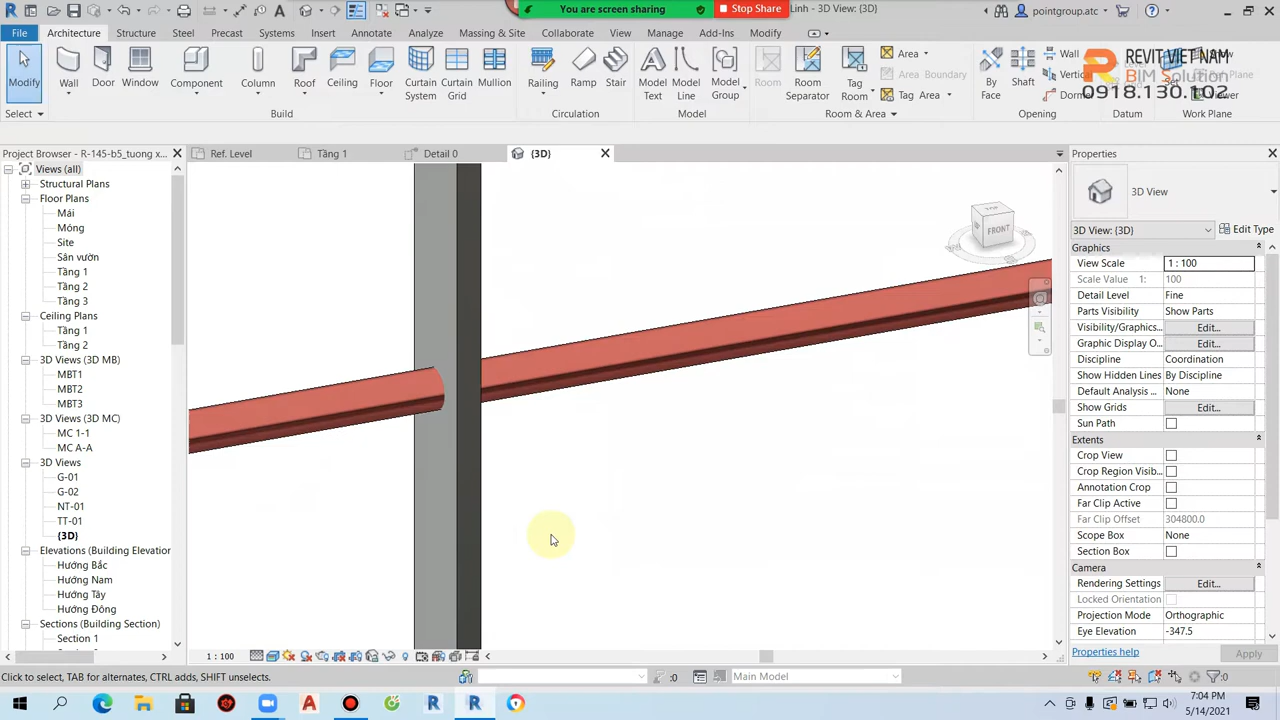 You are screen sharing
Stop Share
Linh - 3D View: {3D}
pointgroup.atc
File
Architecture
Structure
Steel
Precast
Systems
Insert
Annotate
Analyze
Massing & Site
Collaborate
View
Manage
Add-Ins
Modify
REVIT VIET NAM
BIM Solution
0918.130.102
Modify
Wall
Door
Window
Component
Column
Roof
Ceiling
Floor
Curtain
System
Curtain
Grid
Mullion
Railing
Ramp
Stair
Model
Text
Model
Line
Model
Group
Room
Room
Separator
Tag
Room
Area
Area Boundary
Tag Area
By
Face
Shaft
Wall
Vertical
Dormer
Viewer
Select
Build
Circulation
Model
Room & Area
Opening
Datum
Work Plane
Project Browser - R-145-b5_tuong x...
Ref. Level
Tầng 1
Detail 0
{3D}
Properties
Views (all)
Structural Plans
Floor Plans
Mái
Móng
Site
Sân vườn
Tầng 1
Tầng 2
Tầng 3
Ceiling Plans
Tầng 1
Tầng 2
3D Views (3D MB)
MBT1
MBT2
MBT3
3D Views (3D MC)
MC 1-1
MC A-A
3D Views
G-01
G-02
NT-01
TT-01
{3D}
Elevations (Building Elevation
Hướng Bắc
Hướng Nam
Hướng Tây
Hướng Đông
Sections (Building Section)
Section 1
TOP
FRONT
3D View
3D View: {3D}
Edit Type
Graphics
View Scale 1 : 100
Scale Value 1: 100
Detail Level Fine
Parts Visibility Show Parts
Visibility/Graphics... Edit...
Graphic Display O... Edit...
Discipline Coordination
Show Hidden Lines By Discipline
Default Analysis ... None
Show Grids Edit...
Sun Path
Extents
Crop View
Crop Region Visib...
Annotation Crop
Far Clip Active
Far Clip Offset 304800.0
Scope Box None
Section Box
Camera
Rendering Settings Edit...
Locked Orientation
Projection Mode Orthographic
Eye Elevation -347.5
Properties help
Apply
1 : 100
Click to select, TAB for alternates, CTRL adds, SHIFT unselects.
:0
Main Model
:0
7:04 PM
5/14/2021